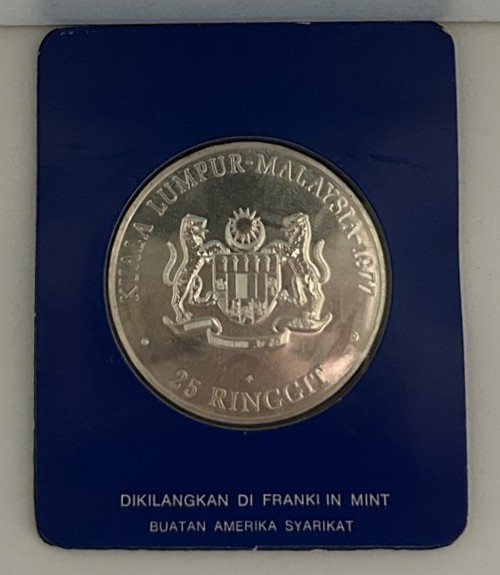 KUALA LUMPUR-MALAYSIA-1977
25 RINGGIT
DIKILANGKAN DI FRANKLIN MINT
BUATAN AMERIKA SYARIKAT